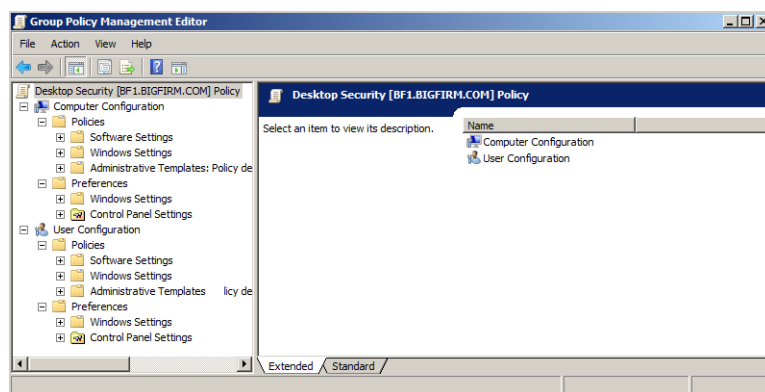 Group Policy Management Editor
File Action View Help
Desktop Security [BF1.BIGFIRM.COM] Policy
Computer Configuration
Policies
Software Settings
Windows Settings
Administrative Templates: Policy de
Preferences
Windows Settings
Control Panel Settings
User Configuration
Policies
Software Settings
Windows Settings
Administrative Templates licy de
Preferences
Windows Settings
Control Panel Settings
Desktop Security [BF1.BIGFIRM.COM] Policy
Select an item to view its description.
Name
Computer Configuration
User Configuration
Extended Standard